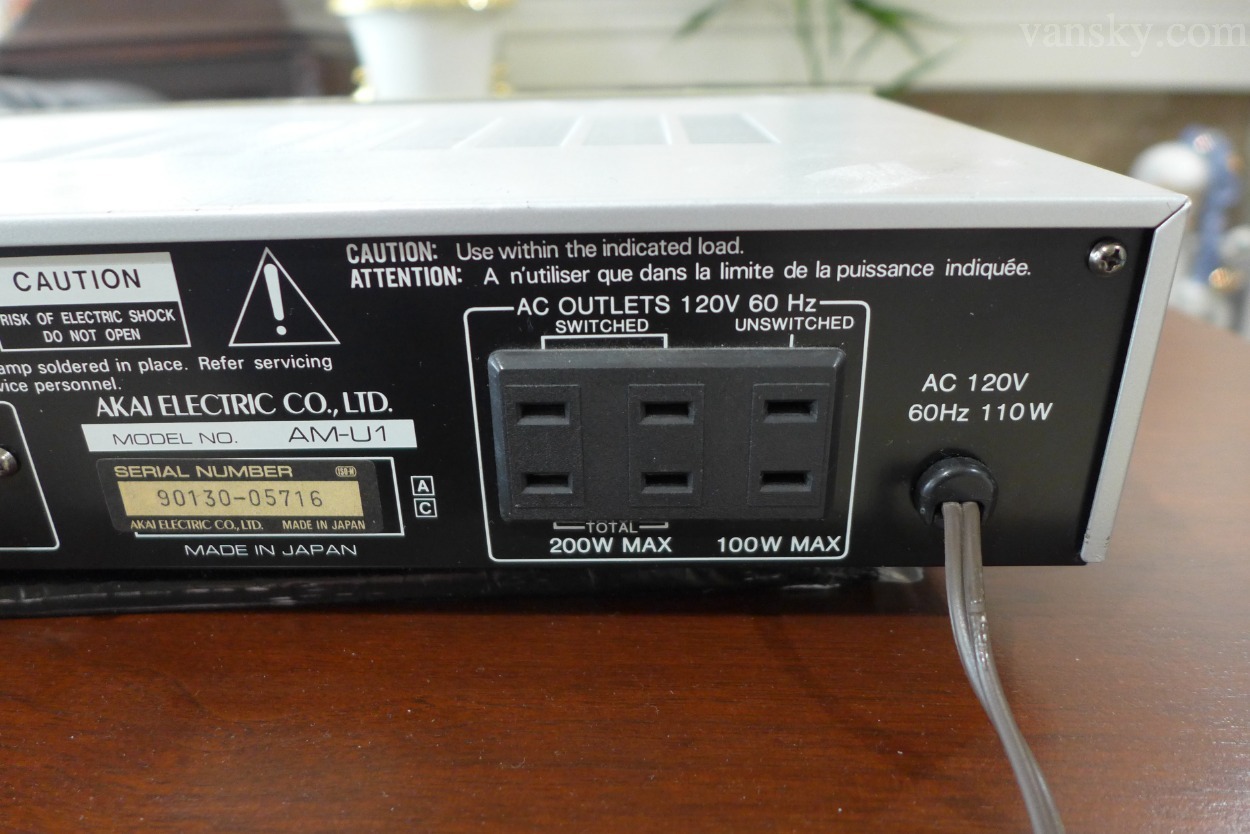 vansky.com
CAUTION
RISK OF ELECTRIC SHOCK
DO NOT OPEN
amp soldered in place. Refer servicing
vice personnel.
CAUTION: Use within the indicated load.
ATTENTION: A n'utiliser que dans la limite de la puissance indiquée.
AC OUTLETS 120V 60 Hz
SWITCHED UNSWITCHED
TOTAL
200W MAX 100W MAX
AC 120V
60Hz 110W
AKAI ELECTRIC CO., LTD.
MODEL NO. AM-U1
SERIAL NUMBER
90130-05716
AKAI ELECTRIC CO., LTD. MADE IN JAPAN
A
C
MADE IN JAPAN